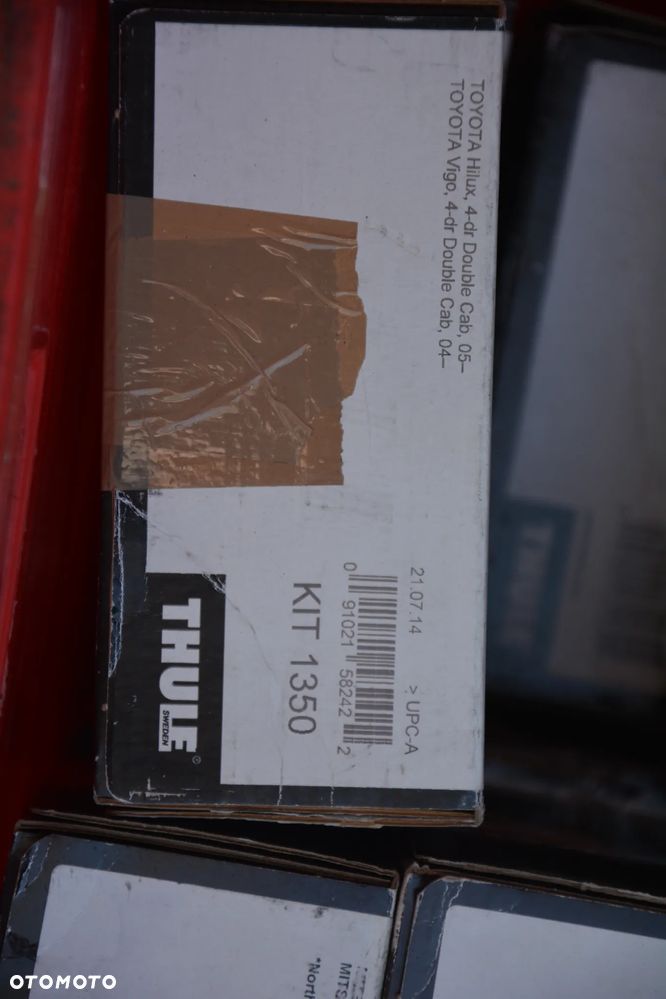 TOYOTA Hilux, 4-dr Double Cab, 05–
TOYOTA Vigo, 4-dr Double Cab, 04–
21.07.14 > UPC-A
0 91021 58242 2
KIT 1350
THULE®
SWEDEN
*North
OTOMOTO